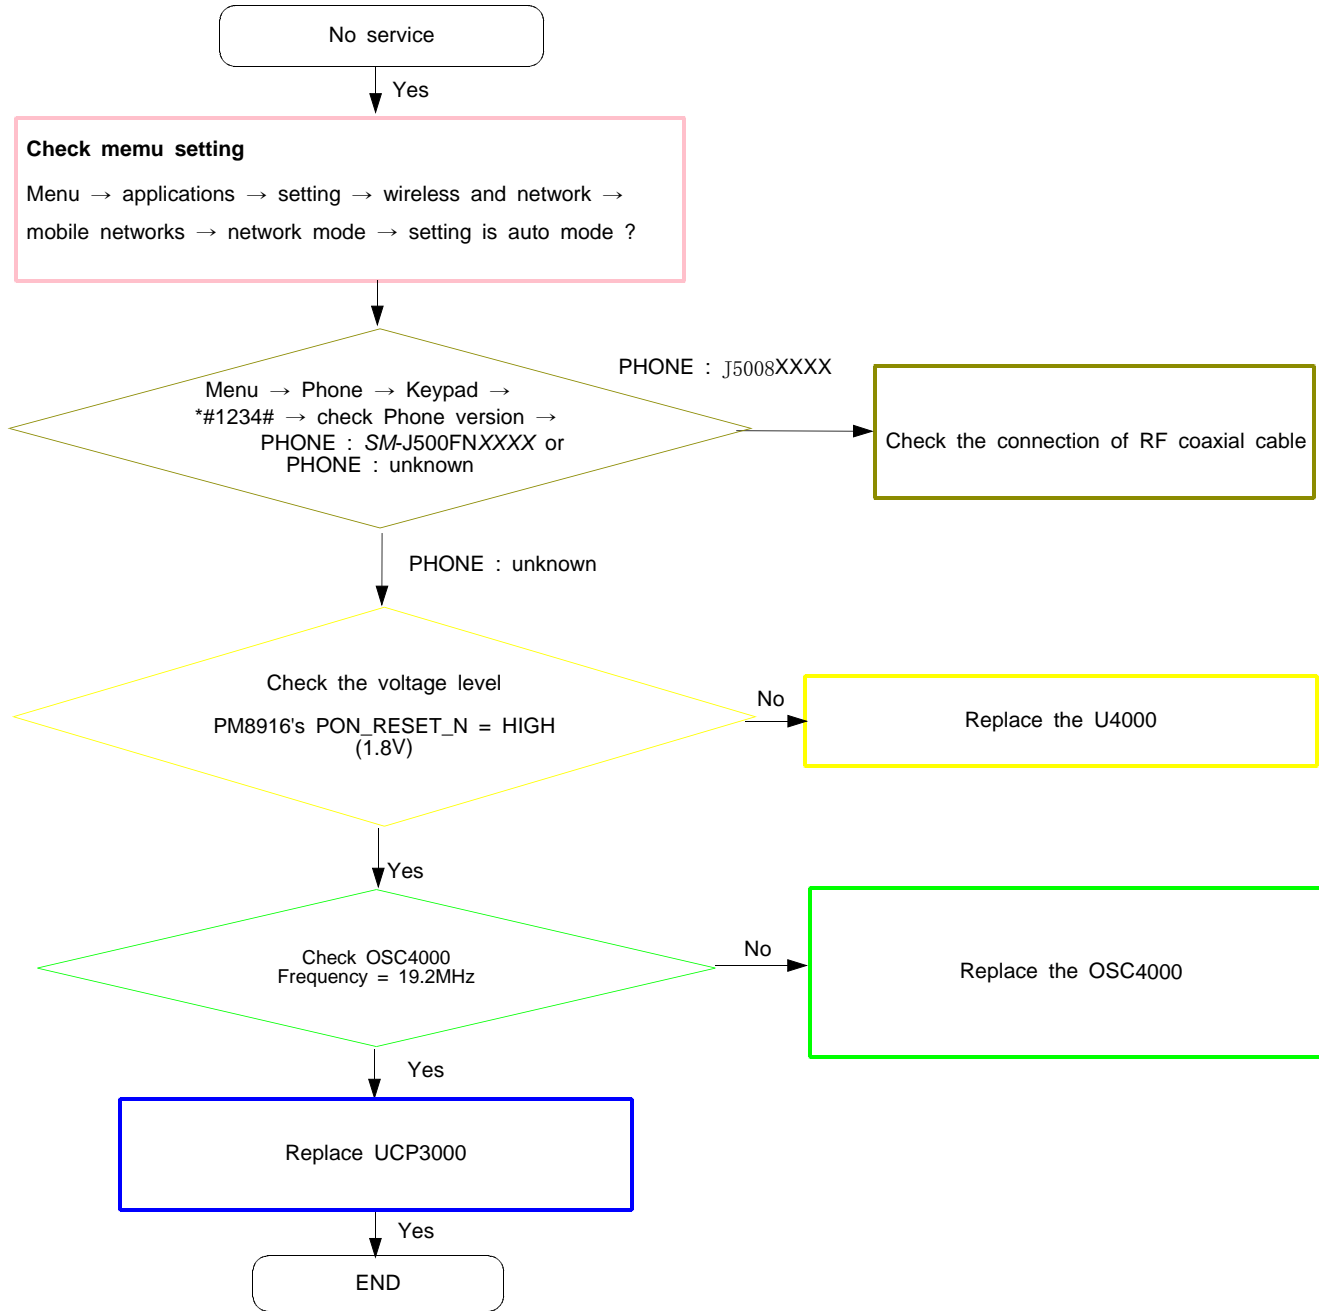 No service
Yes
Check memu setting
Menu → applications → setting → wireless and network →
mobile networks → network mode → setting is auto mode ?
PHONE : J5008XXXX
Menu → Phone → Keypad →
*#1234# → check Phone version →
PHONE : SM-J500FNXXXX or
PHONE : unknown
Check the connection of RF coaxial cable
PHONE : unknown
Check the voltage level
PM8916's PON_RESET_N = HIGH
(1.8V)
No
Replace the U4000
Yes
Check OSC4000
Frequency = 19.2MHz
No
Replace the OSC4000
Yes
Replace UCP3000
Yes
END